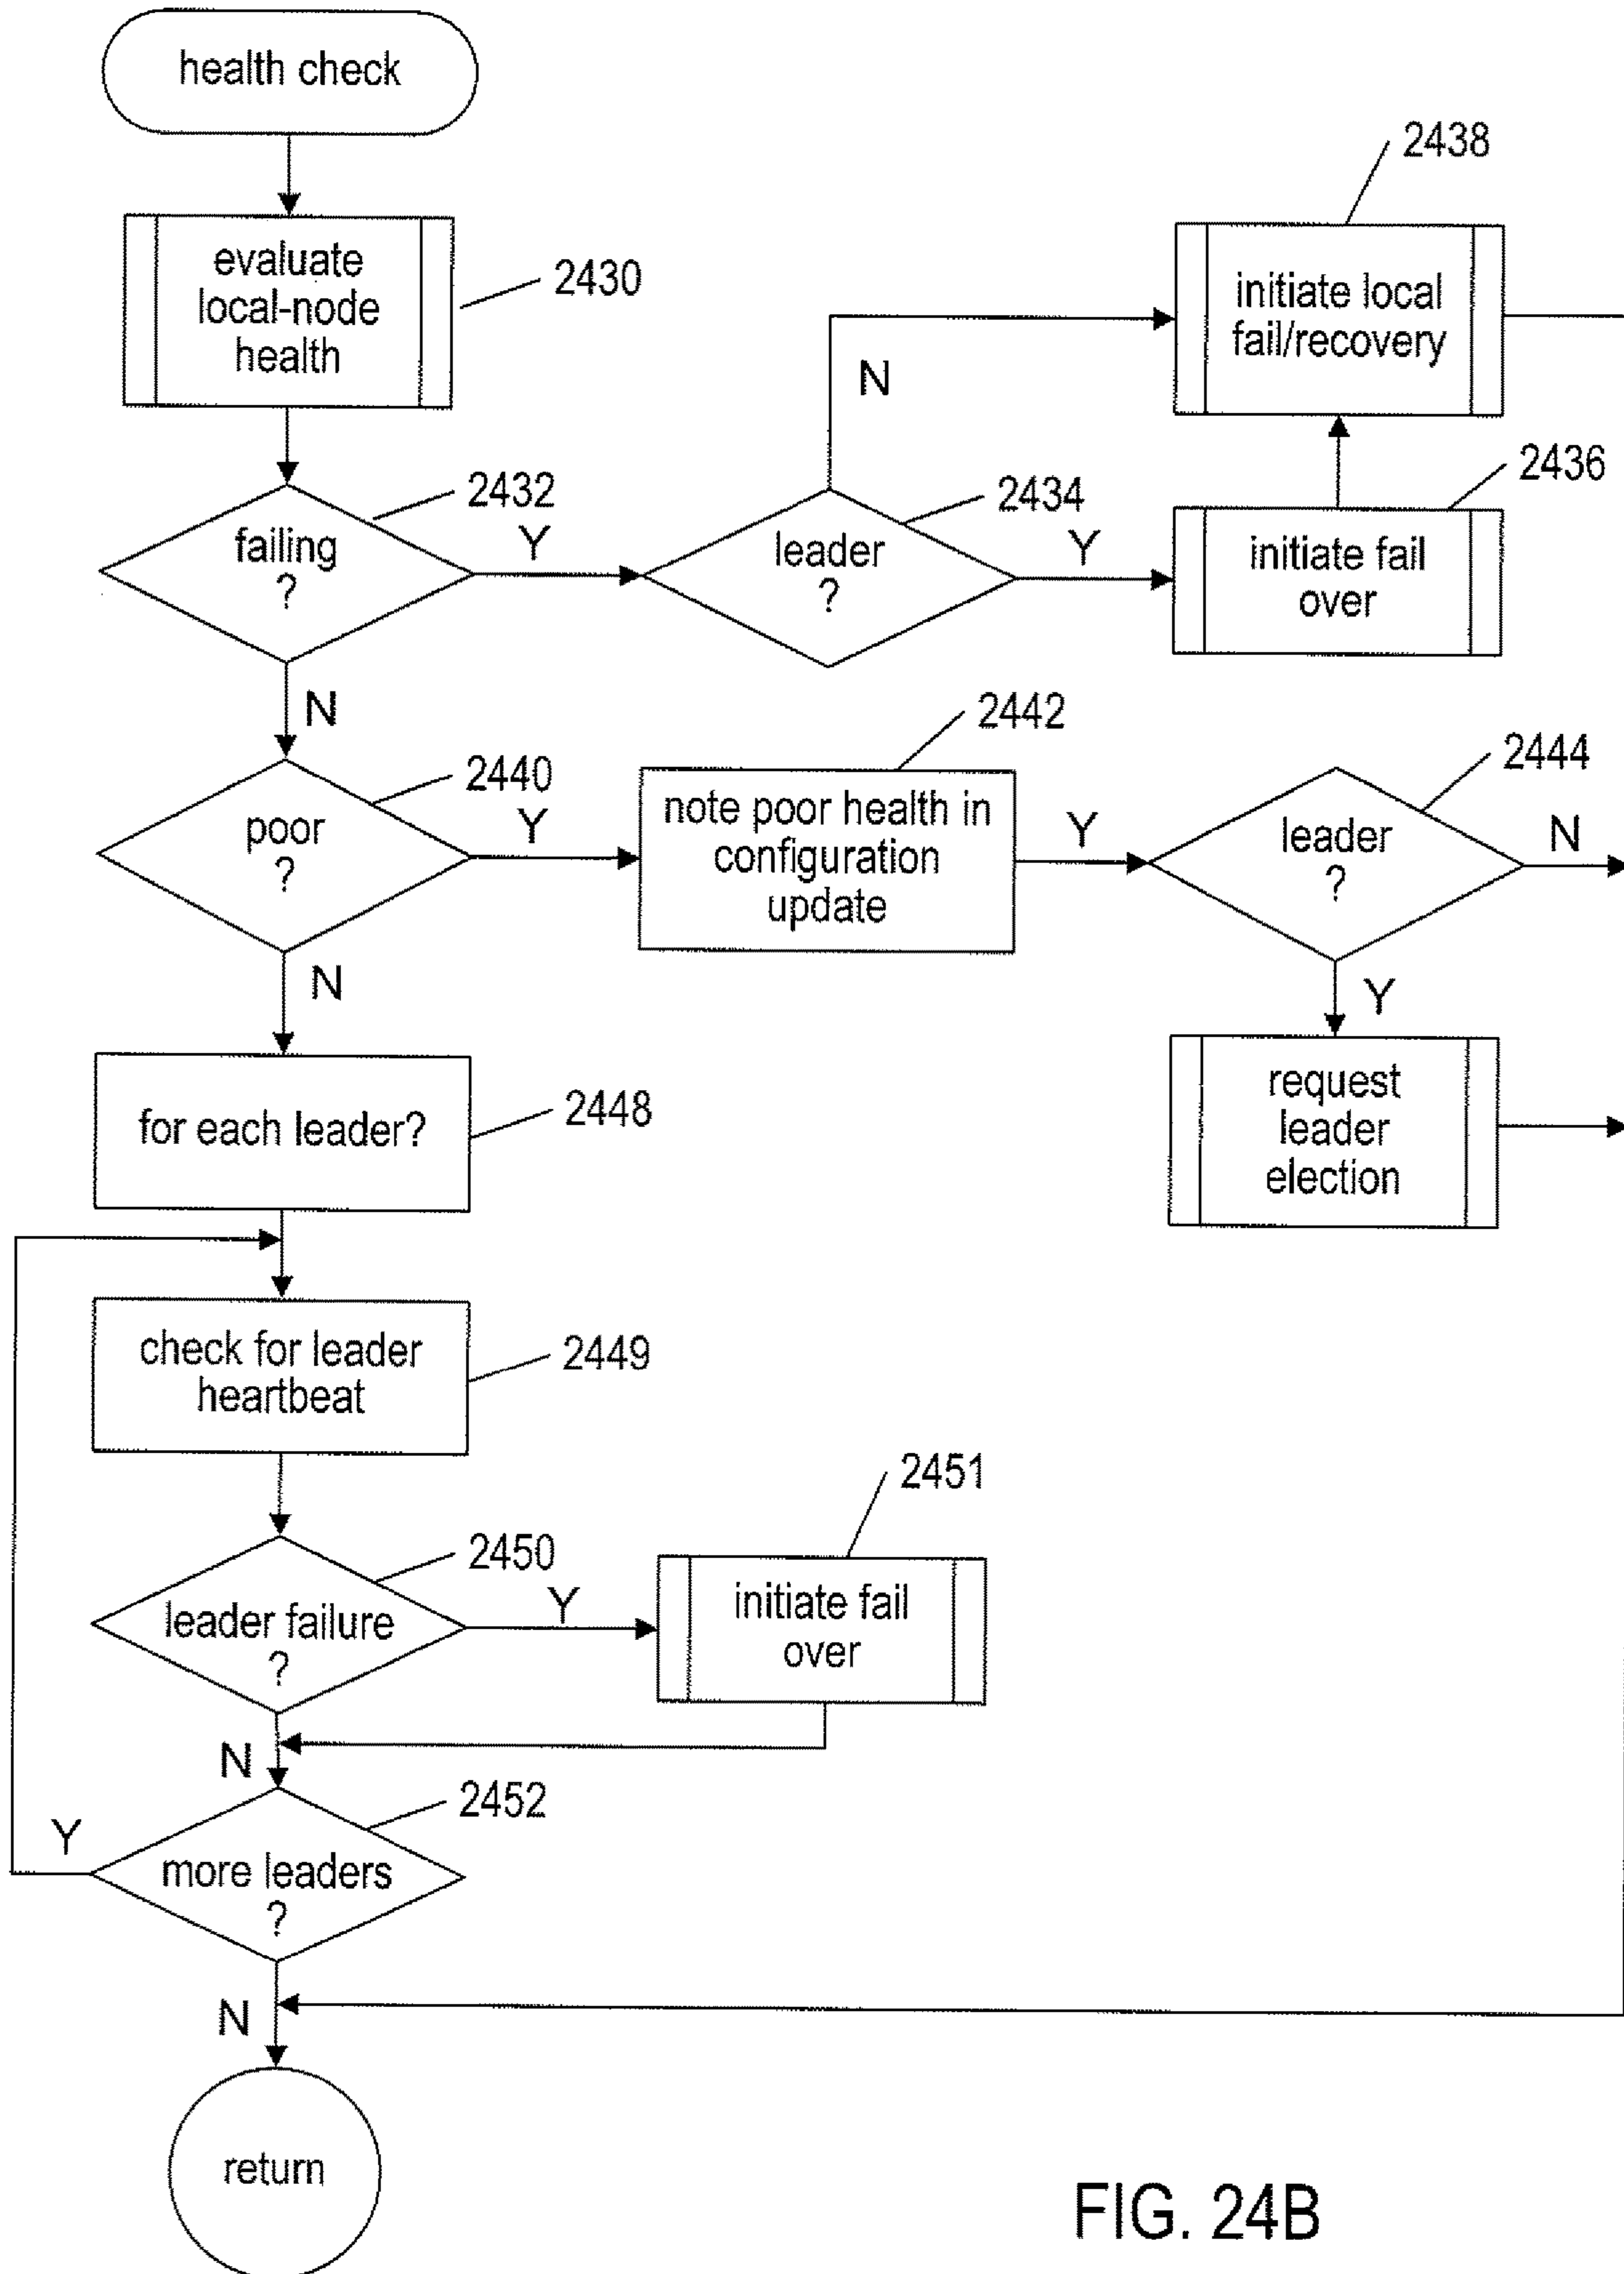 health check
2438
evaluate
local-node
health
2430
initiate local
fail/recovery
N
2432
2434
2436
failing
?
Y
leader
?
Y
initiate fail
over
N
2442
2440
2444
poor
?
Y
note poor health in
configuration
update
Y
leader
?
N
N
Y
for each leader?
2448
request
leader
election
check for leader
heartbeat
2449
2451
2450
leader failure
?
Y
initiate fail
over
N
2452
Y
more leaders
?
N
return
FIG. 24B